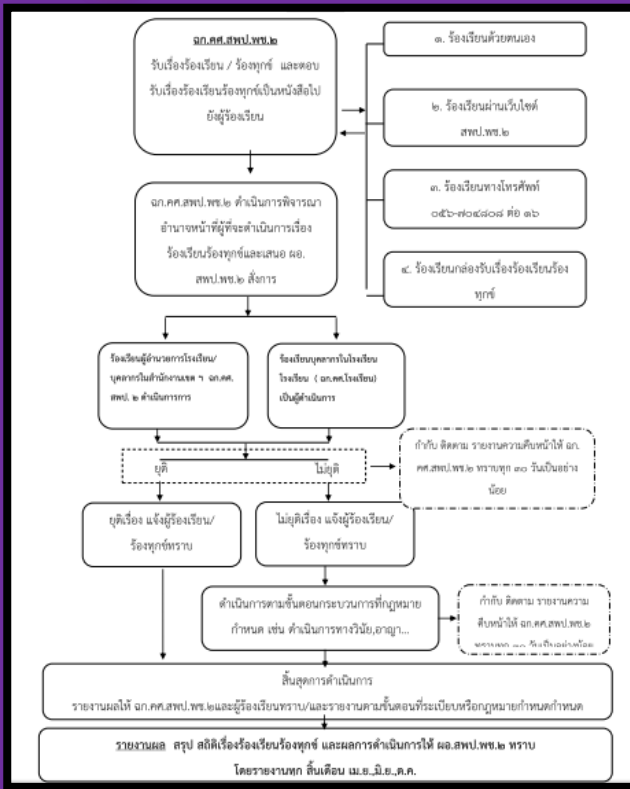 ฉก.คศ.สพป.พช.๒
รับเรื่องร้องเรียน / ร้องทุกข์ และตอบ
รับเรื่องร้องเรียนร้องทุกข์เป็นหนังสือไป
ยังผู้ร้องเรียน
๑. ร้องเรียนด้วยตนเอง
๒. ร้องเรียนผ่านเว็บไซต์
สพป.พช.๒
๓. ร้องเรียนทางโทรศัพท์
๐๕๖-๗๐๔๘๐๘ ต่อ ๑๖
๔. ร้องเรียนกล่องรับเรื่องร้องเรียนร้อง
ทุกข์
ฉก.คศ.สพป.พช.๒ ดำเนินการพิจารณา
อำนาจหน้าที่ผู้ที่จะดำเนินการเรื่อง
ร้องเรียนร้องทุกข์และเสนอ ผอ.
สพป.พช.๒ สั่งการ
ร้องเรียนผู้อำนวยการโรงเรียน/
บุคลากรในสำนักงานเขต ฯ ฉก.คศ.
สพป. ๒ ดำเนินการการ
ร้องเรียนบุคลากรในโรงเรียน
โรงเรียน ( ฉก.คศ.โรงเรียน)
เป็นผู้ดำเนินการ
ยุติ ไม่ยุติ
กำกับ ติดตาม รายงานความคืบหน้าให้ ฉก.
คศ.สพป.พช.๒ ทราบทุก ๓๐ วันเป็นอย่าง
น้อย
ยุติเรื่อง แจ้งผู้ร้องเรียน/
ร้องทุกข์ทราบ
ไม่ยุติเรื่อง แจ้งผู้ร้องเรียน/
ร้องทุกข์ทราบ
ดำเนินการตามขั้นตอนกระบวนการที่กฎหมาย
กำหนด เช่น ดำเนินการทางวินัย,อาญา...
กำกับ ติดตาม รายงานความ
คืบหน้าให้ ฉก.คศ.สพป.พช.๒
ทราบทุก ๓๐ วันเป็นอย่างน้อย
สิ้นสุดการดำเนินการ
รายงานผลให้ ฉก.คศ.สพป.พช.๒และผู้ร้องเรียนทราบ/และรายงานตามขั้นตอนที่ระเบียบหรือกฎหมายกำหนดกำหนด
รายงานผล สรุป สถิติเรื่องร้องเรียนร้องทุกข์ และผลการดำเนินการให้ ผอ.สพป.พช.๒ ทราบ
โดยรายงานทุก สิ้นเดือน เม.ย.,มิ.ย.,ต.ค.